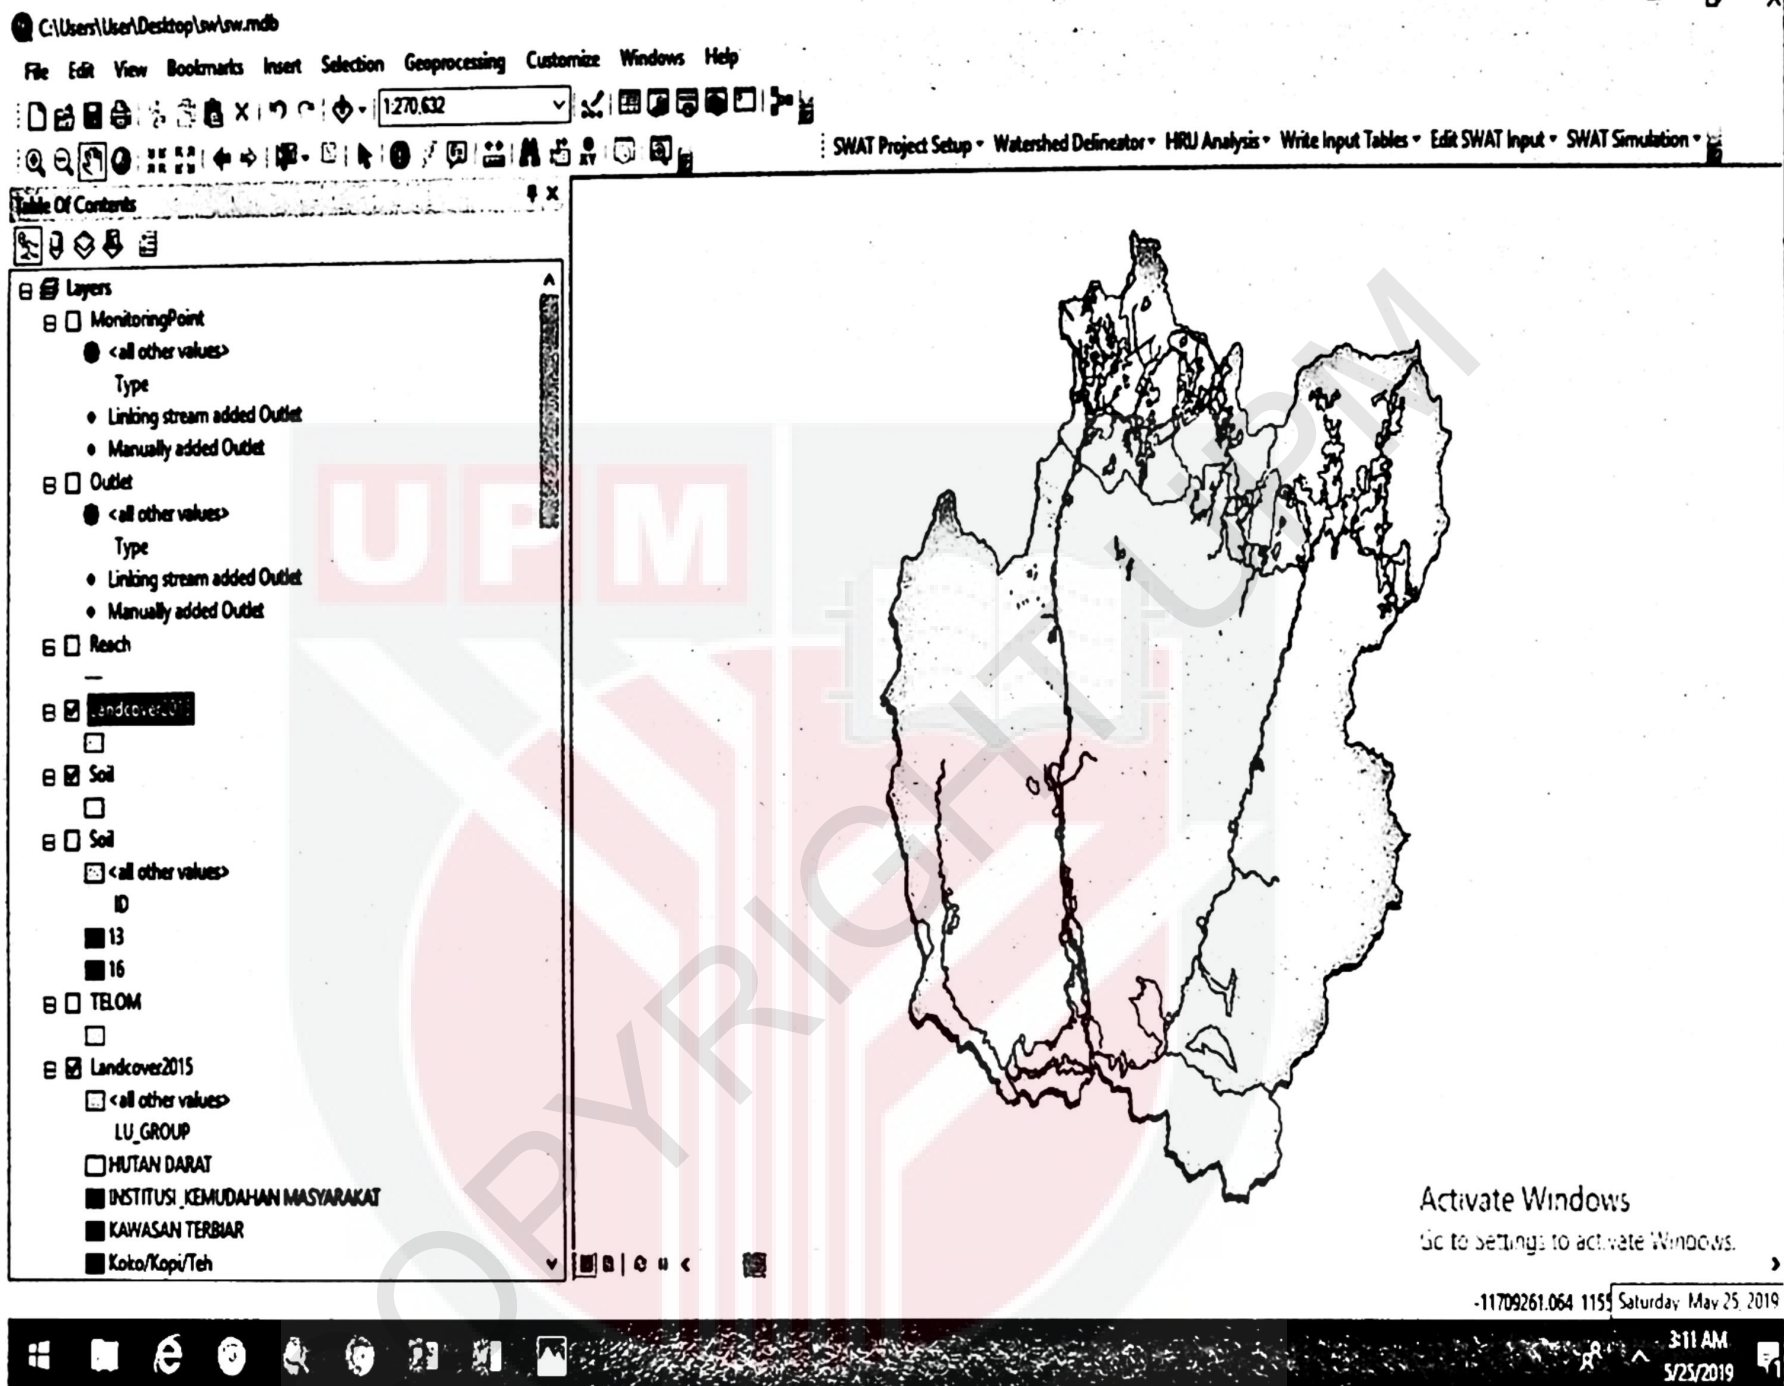 C:\Users\User\Desktop\sw\sw.mdb
File Edit View Bookmarks Insert Selection Geoprocessing Customize Windows Help
1:270,632
SWAT Project Setup Watershed Delineator HRU Analysis Write Input Tables Edit SWAT Input SWAT Simulation
Table Of Contents
Layers
MonitoringPoint
<all other values>
Type
Linking stream added Outlet
Manually added Outlet
Outlet
<all other values>
Type
Linking stream added Outlet
Manually added Outlet
Reach
Soil
Soil
<all other values>
ID
13
16
TELOM
Landcover2015
<all other values>
LU_GROUP
HUTAN DARAT
INSTITUSI_KEMUDAHAN MASYARAKAT
KAWASAN TERBIAR
Koko/Kopi/Teh
UPM
COPYRIGHT UPM
Activate Windows
Go to Settings to activate Windows.
-11709261.064 1155
Saturday, May 25, 2019
3:11 AM
5/25/2019